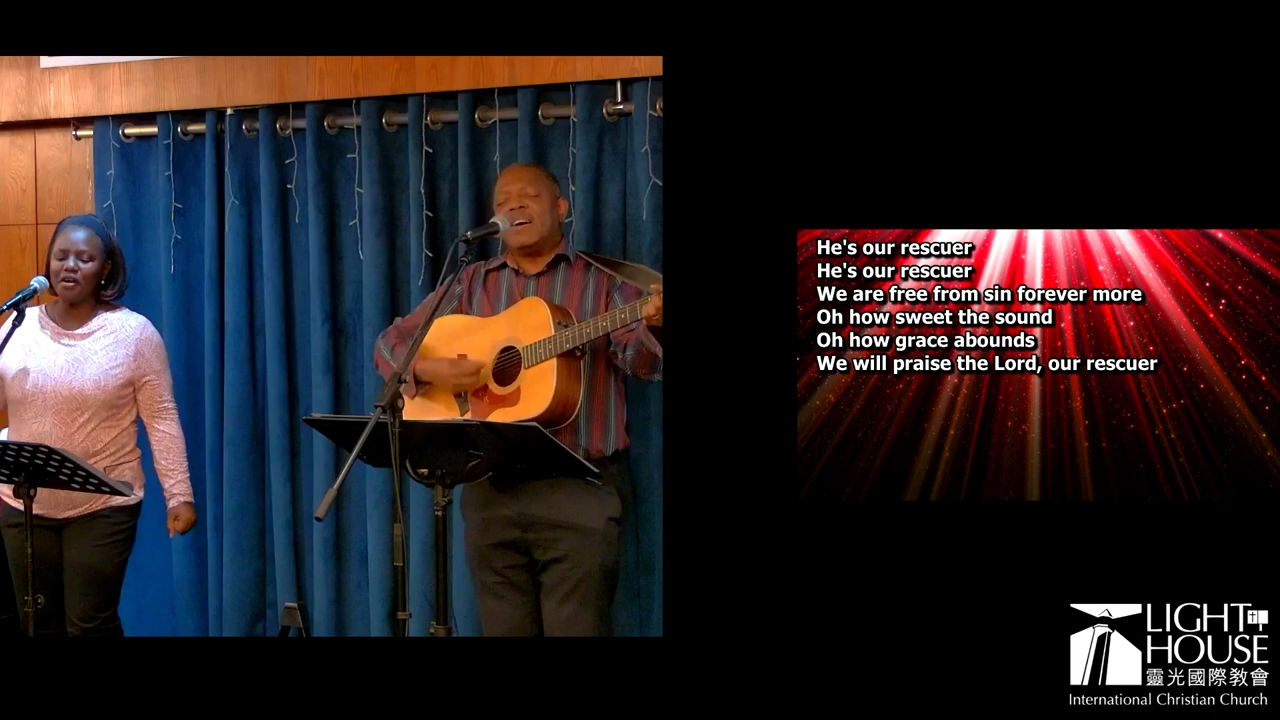 He's our rescuer
He's our rescuer
We are free from sin forever more
Oh how sweet the sound
Oh how grace abounds
We will praise the Lord, our rescuer
LIGHT
HOUSE
靈光國際教會
International Christian Church